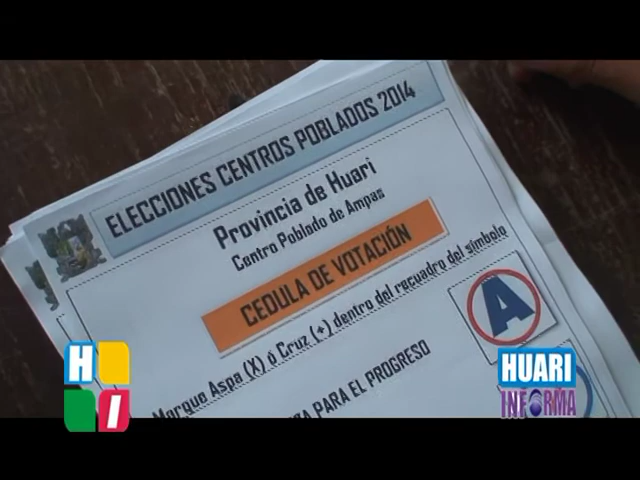 ELECCIONES CENTROS POBLADOS 2014
Provincia de Huari
Centro Poblado de Ampas
CEDULA DE VOTACIÓN
Marque Aspa (X) ó Cruz (+) dentro del recuadro del símbolo
A
PARA EL PROGRESO
H
I
HUARI
INFORMA